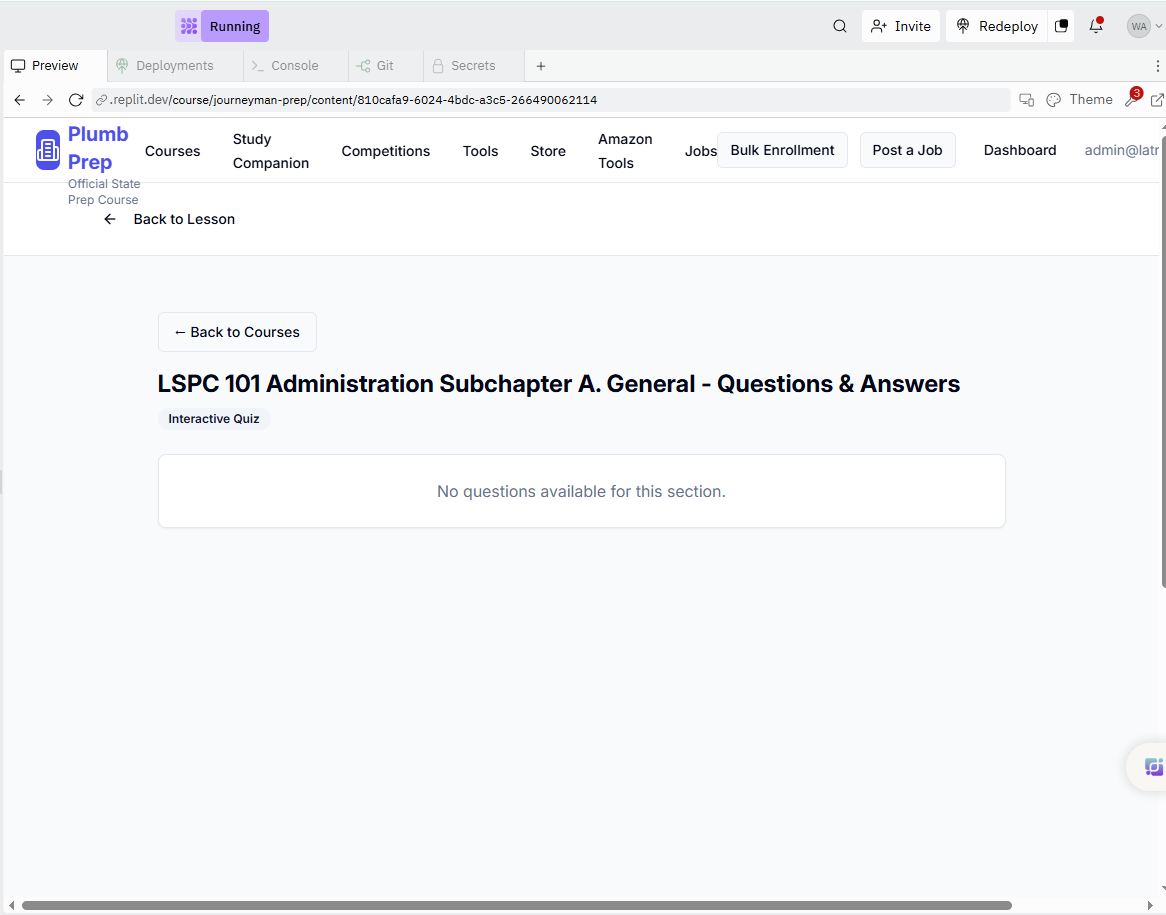 Running
Invite
Redeploy
WA
Preview
Deployments
Console
Git
Secrets
.replit.dev/course/journeyman-prep/content/810cafa9-6024-4bdc-a3c5-266490062114
Theme
3
Plumb
Prep
Official State
Prep Course
Courses
Study
Companion
Competitions
Tools
Store
Amazon
Tools
Jobs
Bulk Enrollment
Post a Job
Dashboard
admin@latr
← Back to Lesson
← Back to Courses
LSPC 101 Administration Subchapter A. General - Questions & Answers
Interactive Quiz
No questions available for this section.